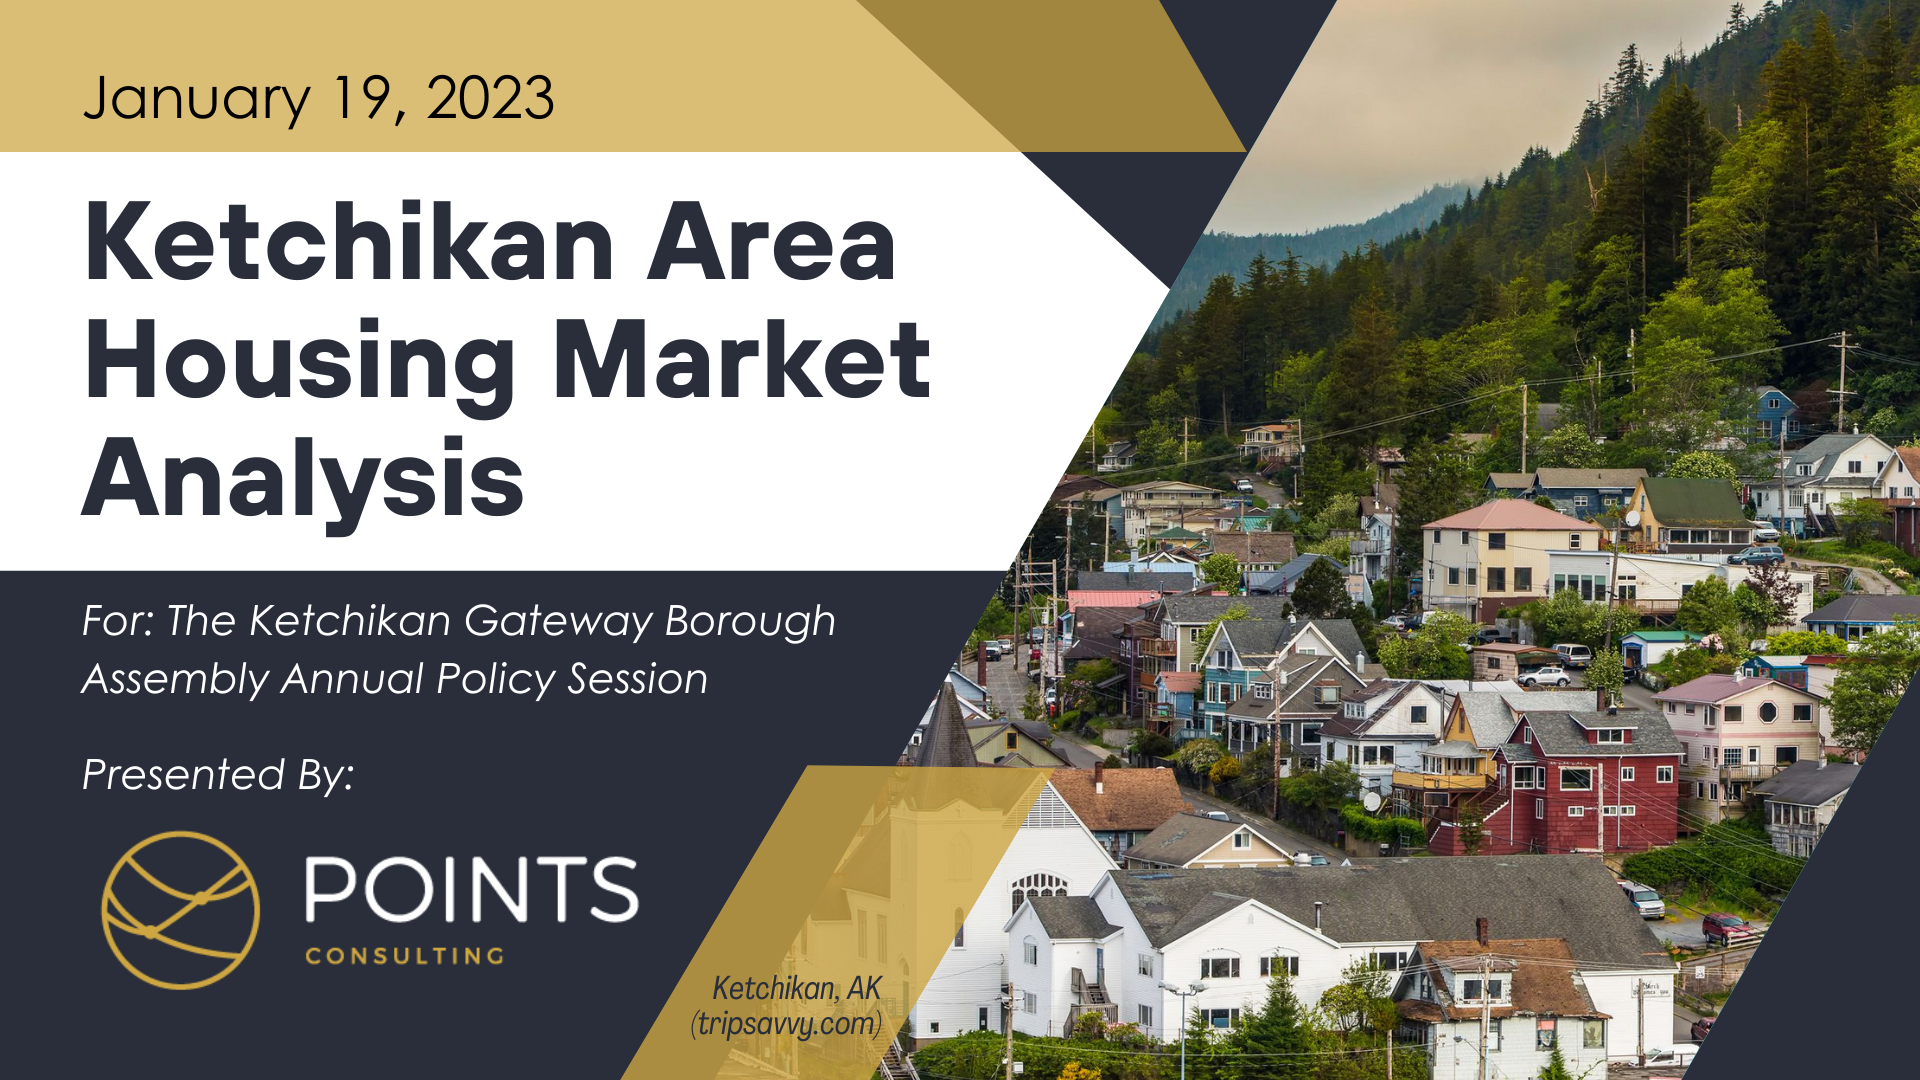 January 19, 2023
Ketchikan Area
Housing Market
Analysis
For: The Ketchikan Gateway Borough
Assembly Annual Policy Session
Presented By:
POINTS
CONSULTING
Ketchikan, AK
(tripsavvy.com)